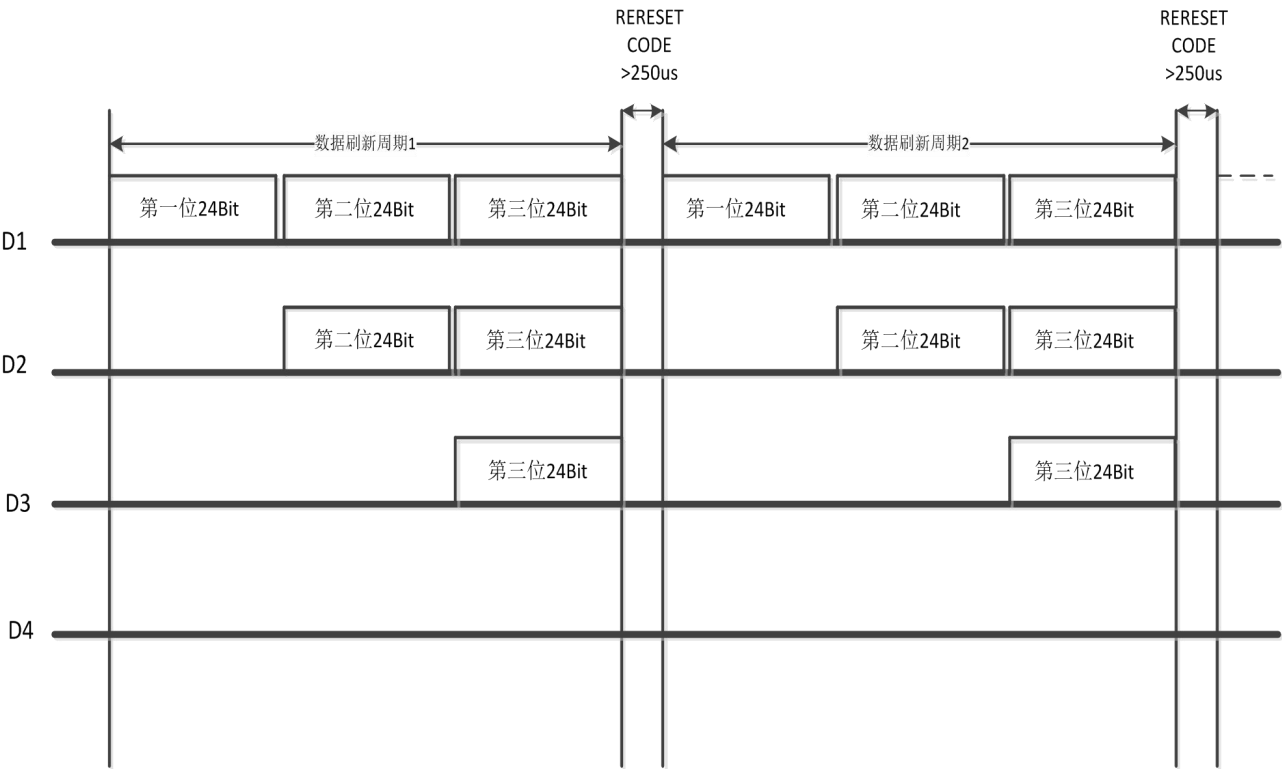 RERESET
CODE
>250us
RERESET
CODE
>250us
数据刷新周期1
数据刷新周期2
第一位24Bit
第二位24Bit
第三位24Bit
第一位24Bit
第二位24Bit
第三位24Bit
D1
第二位24Bit
第三位24Bit
第二位24Bit
第三位24Bit
D2
第三位24Bit
第三位24Bit
D3
D4